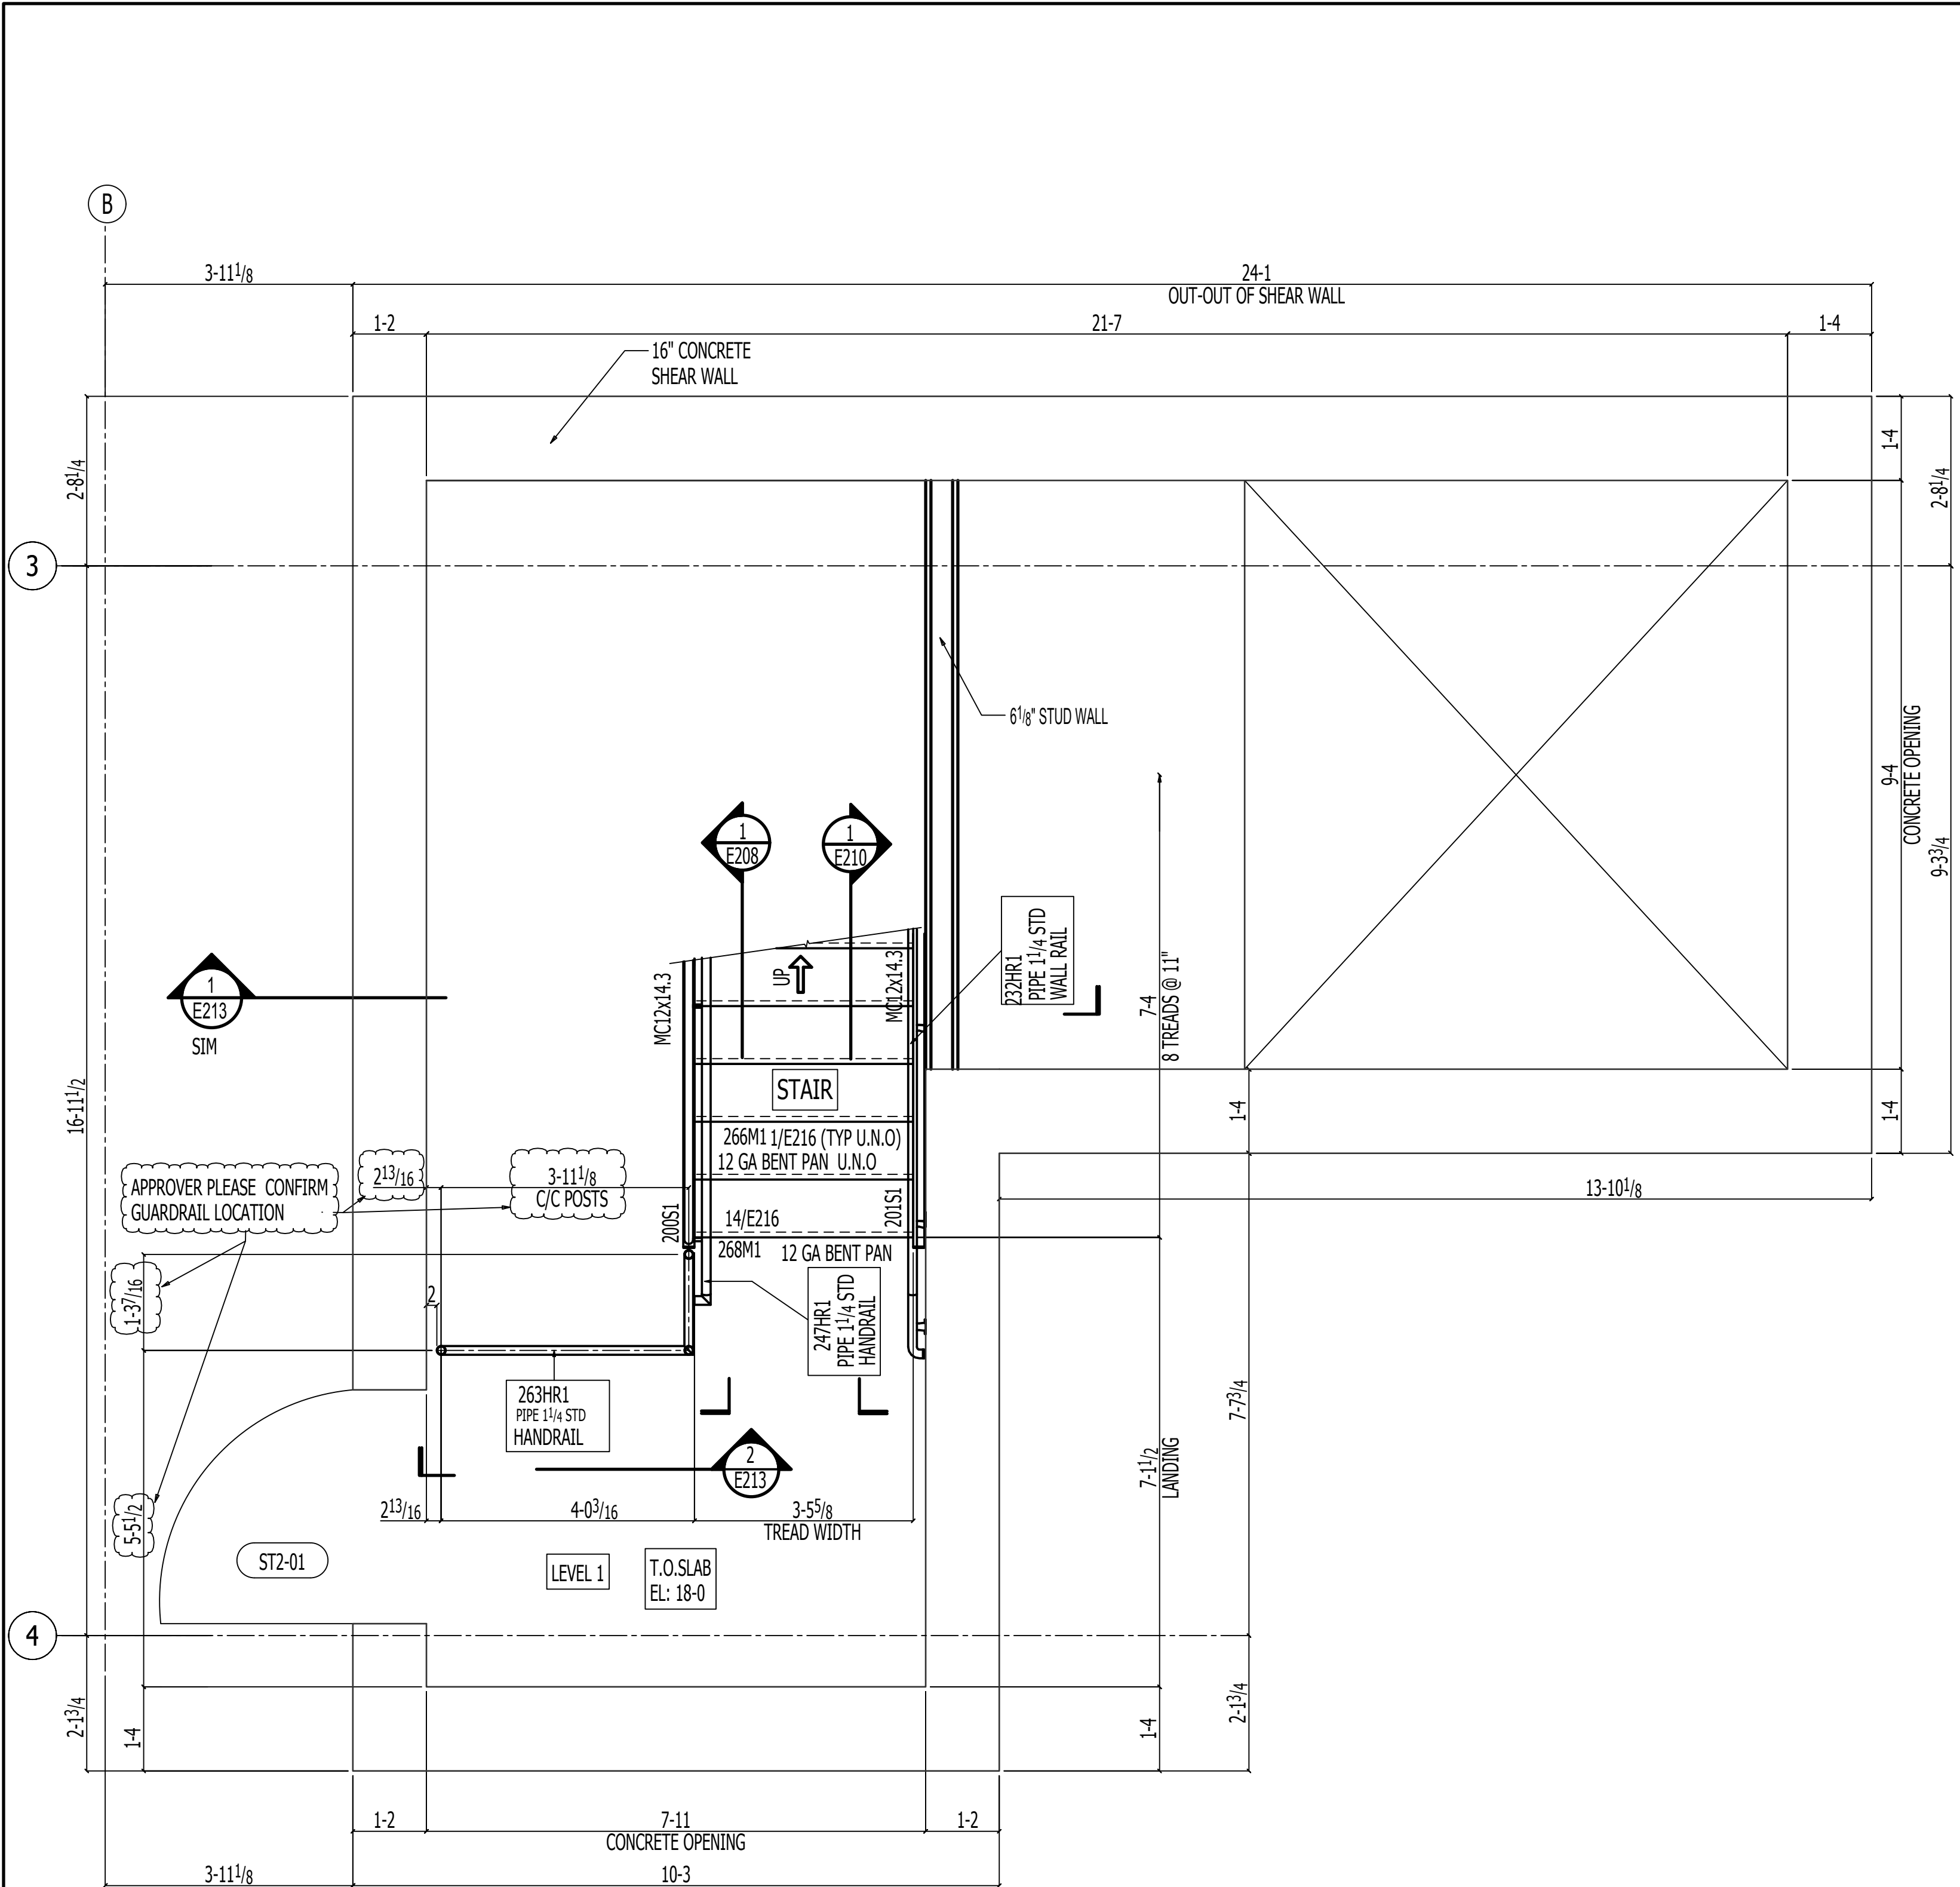 B
3-11 1/8
24-1
OUT-OUT OF SHEAR WALL
1-2
21-7
1-4
16" CONCRETE
SHEAR WALL
2-8 1/4
1-4
2-8 1/4
3
6 1/8" STUD WALL
9-4
CONCRETE OPENING
9-3 3/4
1
E208
1
E210
232HR1
PIPE 1 1/4 STD
WALL RAIL
1
E213
SIM
MC12x14.3
UP
MC12x14.3
7-4
8 TREADS @ 11"
STAIR
16-11 1/2
1-4
1-4
266M1 1/E216 (TYP U.N.O)
12 GA BENT PAN U.N.O
APPROVER PLEASE CONFIRM
GUARDRAIL LOCATION
2 13/16
3-11 1/8
C/C POSTS
13-10 1/8
200S1
14/E216
201S1
268M1
12 GA BENT PAN
1-3 7/16
2
247HR1
PIPE 1 1/4 STD
HANDRAIL
263HR1
PIPE 1 1/4 STD
HANDRAIL
7-7 3/4
7-1 1/2
LANDING
2
E213
5-5 1/2
2 13/16
4-0 3/16
3-5 5/8
TREAD WIDTH
ST2-01
LEVEL 1
T.O.SLAB
EL: 18-0
4
2-1 3/4
1-4
1-4
2-1 3/4
1-2
7-11
CONCRETE OPENING
1-2
3-11 1/8
10-3